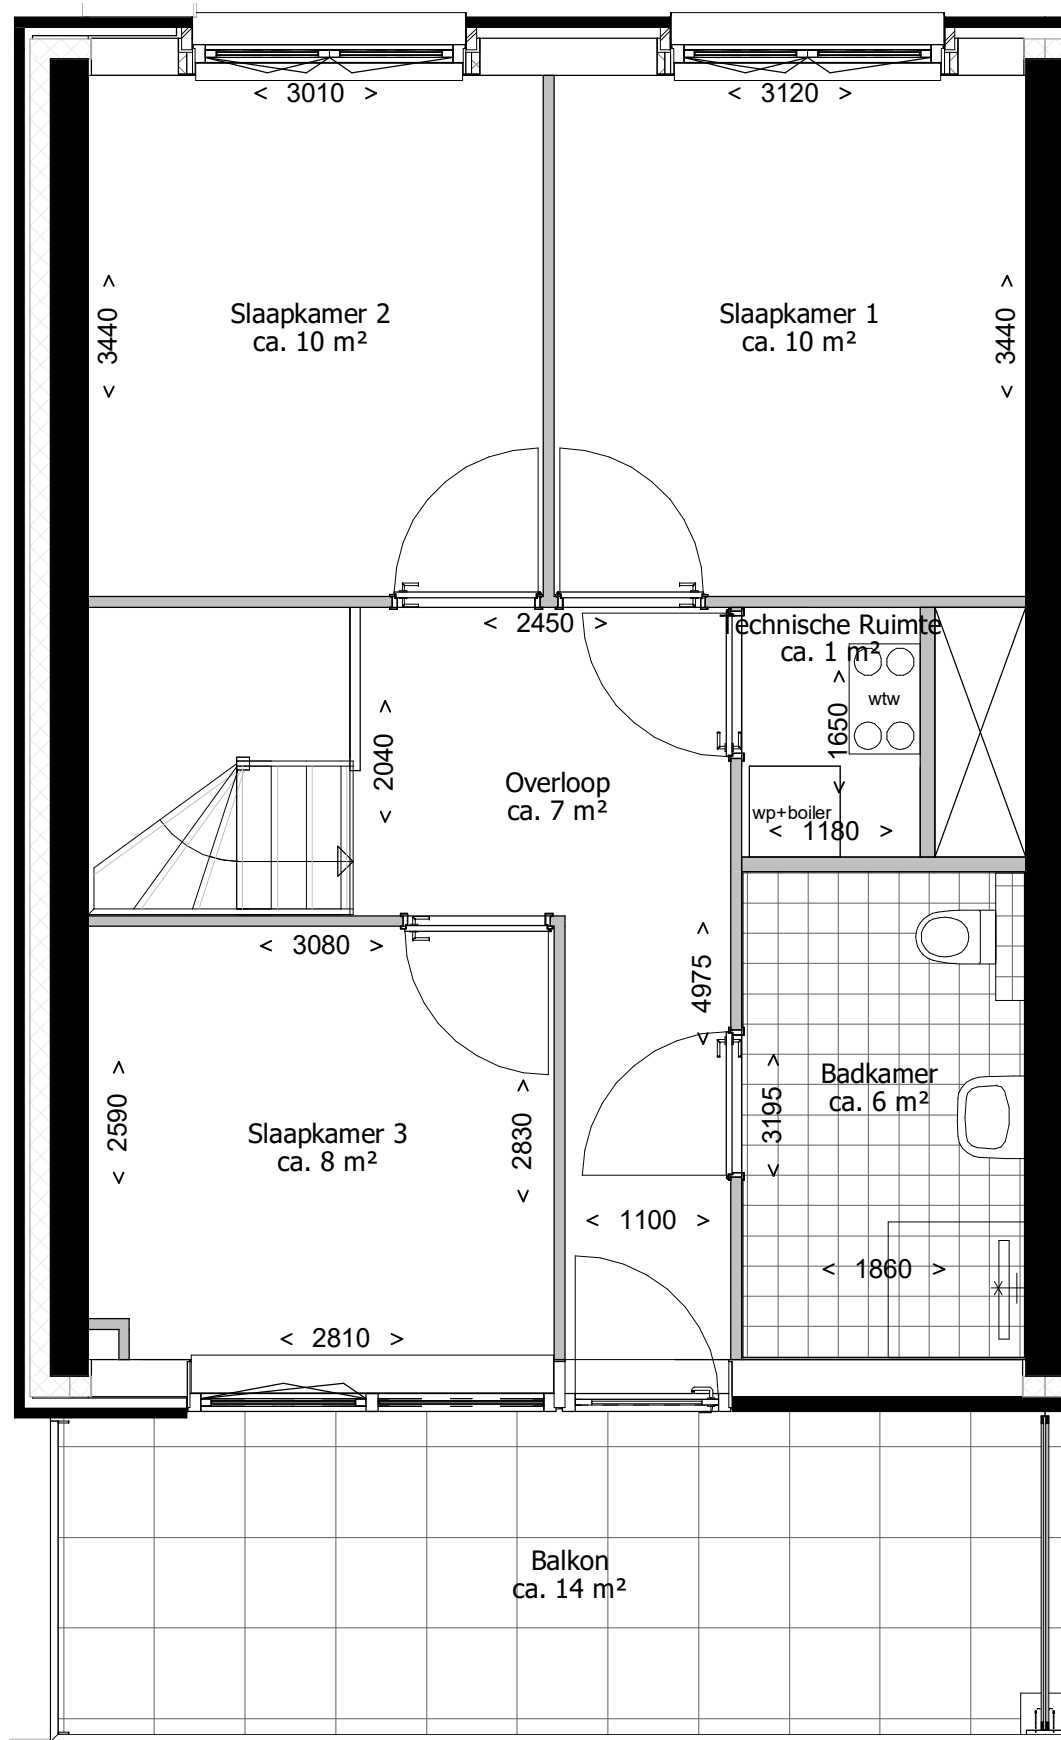 < 3010 >
< 3120 >
< 3440 >
Slaapkamer 2
ca. 10 m²
Slaapkamer 1
ca. 10 m²
< 3440 >
< 2450 >
Technische Ruimte
ca. 1 m²
wtw
< 1650 >
< 2040 >
Overloop
ca. 7 m²
wp+boiler
< 1180 >
< 3080 >
< 4975 >
< 2590 >
Slaapkamer 3
ca. 8 m²
< 2830 >
Badkamer
ca. 6 m²
< 3195 >
< 1100 >
< 1860 >
< 2810 >
Balkon
ca. 14 m²